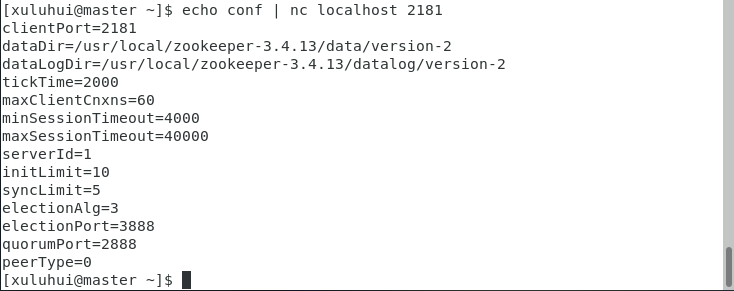 [xuluhui@master ~]$ echo conf | nc localhost 2181
clientPort=2181
dataDir=/usr/local/zookeeper-3.4.13/data/version-2
dataLogDir=/usr/local/zookeeper-3.4.13/datalog/version-2
tickTime=2000
maxClientCnxns=60
minSessionTimeout=4000
maxSessionTimeout=40000
serverId=1
initLimit=10
syncLimit=5
electionAlg=3
electionPort=3888
quorumPort=2888
peerType=0
[xuluhui@master ~]$